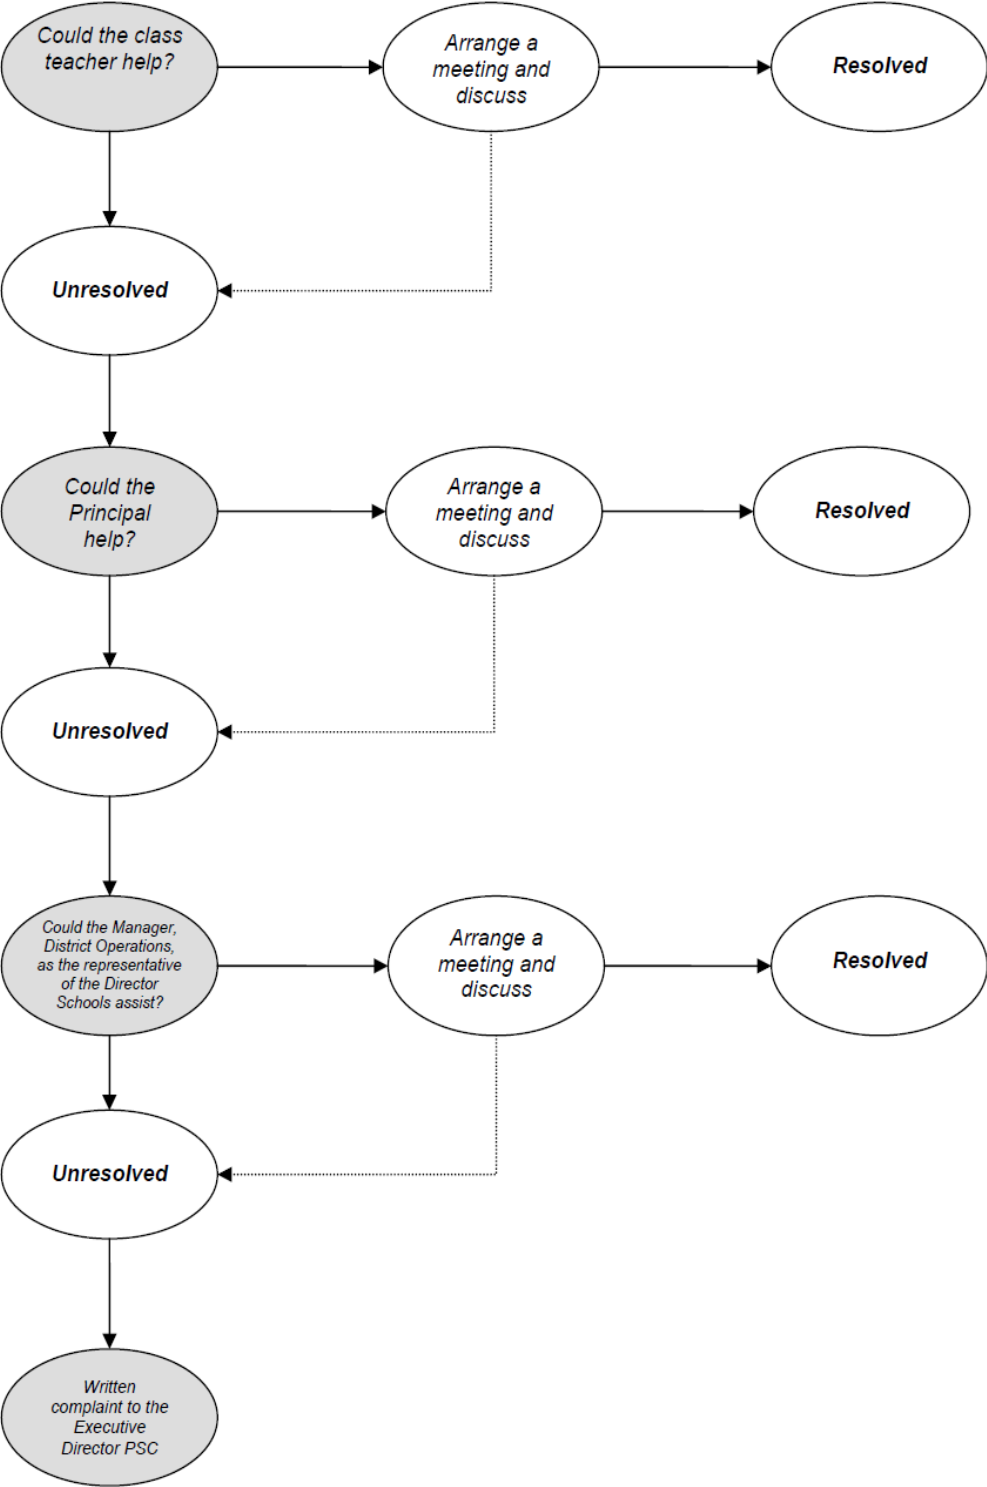 Could the class
teacher help?
Arrange a
meeting and
discuss
Resolved
Unresolved
Could the
Principal
help?
Arrange a
meeting and
discuss
Resolved
Unresolved
Could the Manager,
District Operations,
as the representative
of the Director
Schools assist?
Arrange a
meeting and
discuss
Resolved
Unresolved
Written
complaint to the
Executive
Director PSC